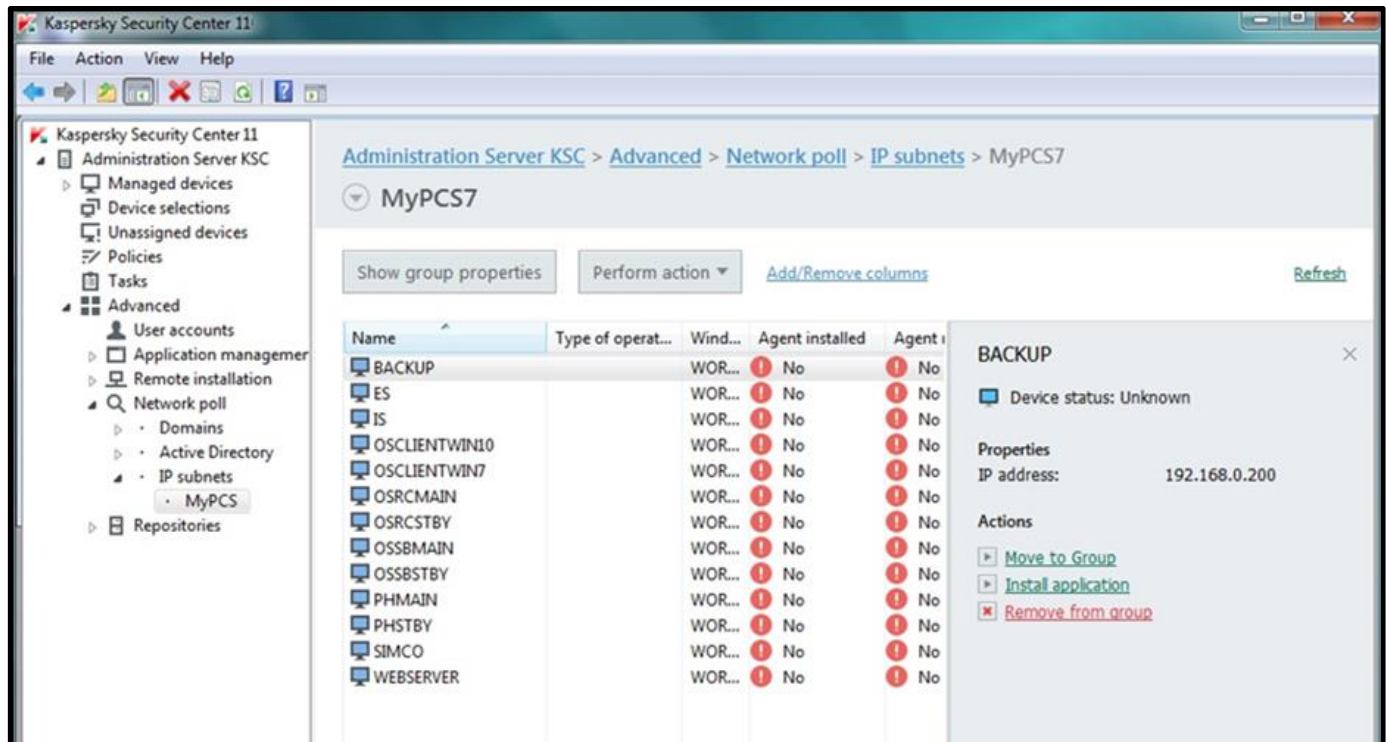 Kaspersky Security Center 11
File Action View Help
Kaspersky Security Center 11
Administration Server KSC
Managed devices
Device selections
Unassigned devices
Policies
Tasks
Advanced
User accounts
Application managemer
Remote installation
Network poll
Domains
Active Directory
IP subnets
MyPCS
Repositories
Administration Server KSC > Advanced > Network poll > IP subnets > MyPCS7
MyPCS7
Show group properties Perform action Add/Remove columns Refresh
Name Type of operat... Wind... Agent installed Agent
BACKUP WOR... No No
ES WOR... No No
IS WOR... No No
OSCLIENTWIN10 WOR... No No
OSCLIENTWIN7 WOR... No No
OSRCMAIN WOR... No No
OSRCSTBY WOR... No No
OSSBMAIN WOR... No No
OSSBSTBY WOR... No No
PHMAIN WOR... No No
PHSTBY WOR... No No
SIMCO WOR... No No
WEBSERVER WOR... No No
BACKUP
Device status: Unknown
Properties
IP address: 192.168.0.200
Actions
Move to Group
Install application
Remove from group